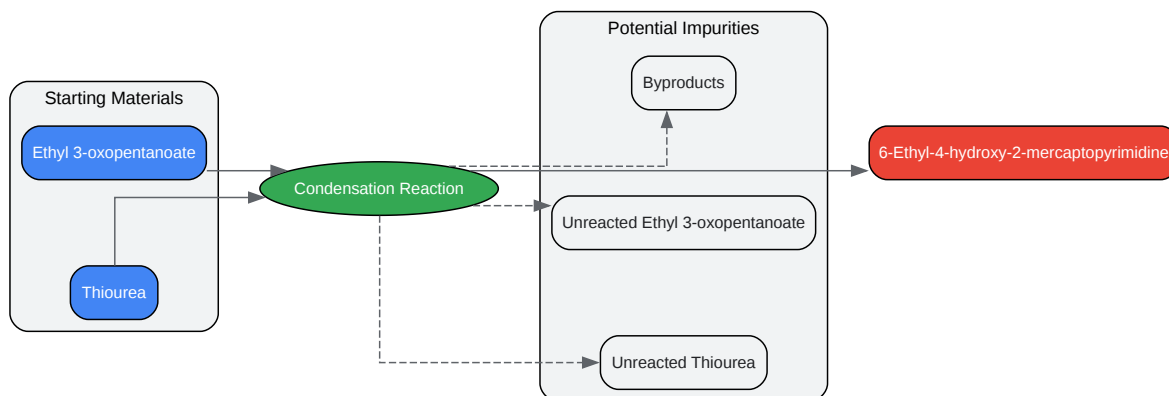 Potential Impurities
Byproducts
Starting Materials
Ethyl 3-oxopentanoate
6-Ethyl-4-hydroxy-2-mercaptopyrimidine
Condensation Reaction
Unreacted Ethyl 3-oxopentanoate
Thiourea
Unreacted Thiourea